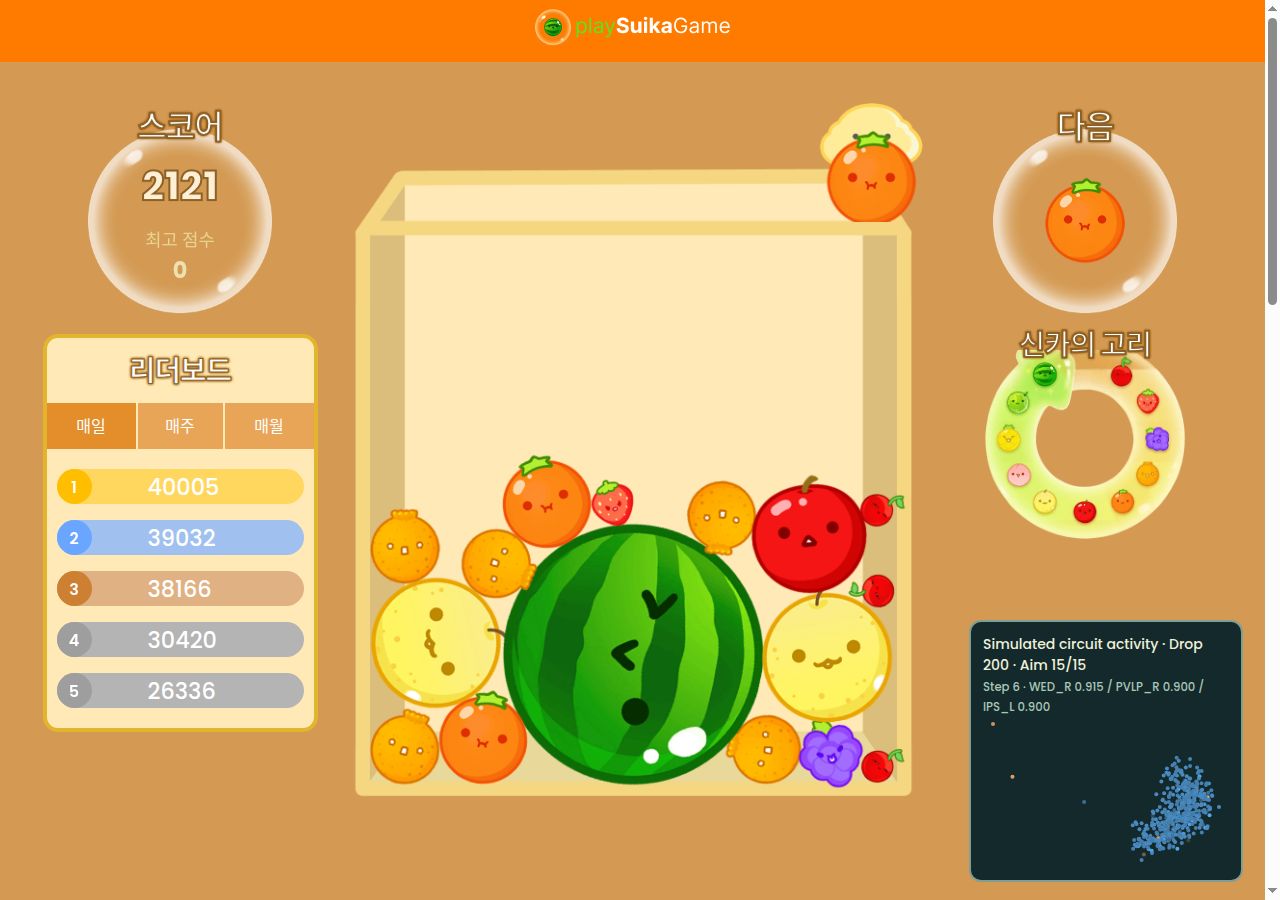 playSuikaGame
스코어
2121
최고 점수
0
다음
신카의 고리
리더보드
매일 매주 매월
1 40005
2 39032
3 38166
4 30420
5 26336
Simulated circuit activity · Drop
200 · Aim 15/15
Step 6 · WED_R 0.915 / PVLP_R 0.900 /
IPS_L 0.900